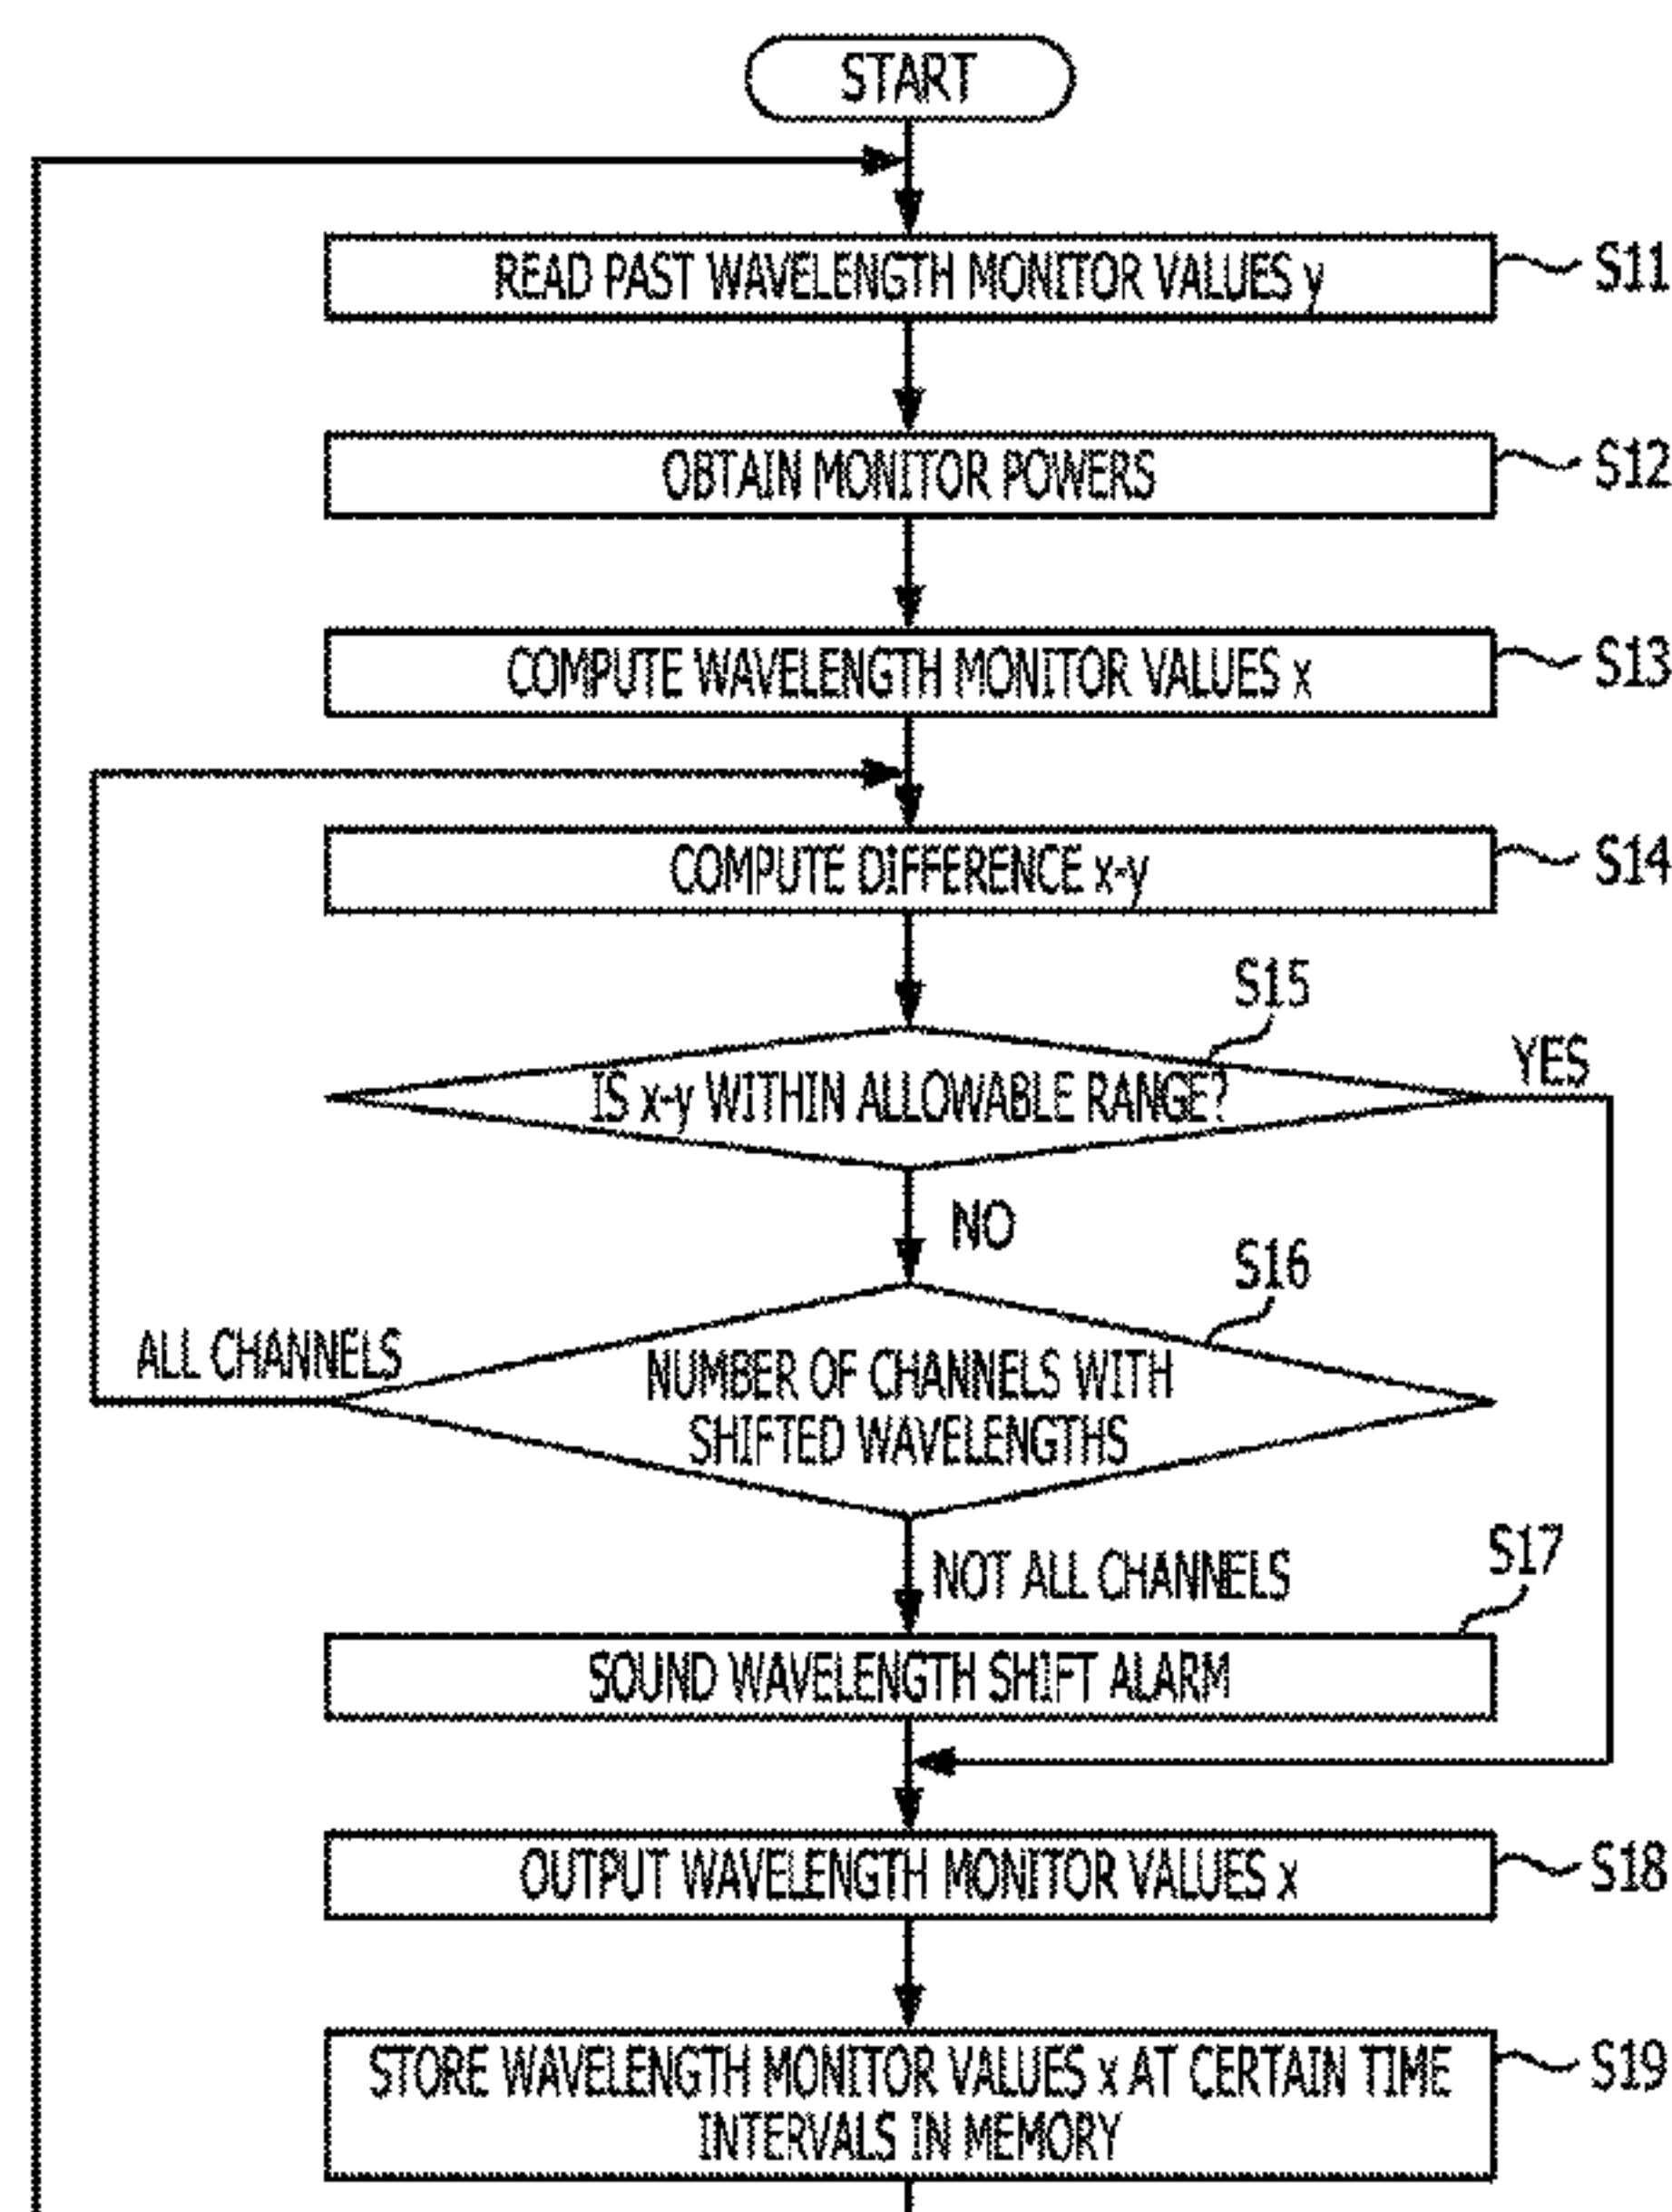 START
READ PAST WAVELENGTH MONITOR VALUES y
S11
OBTAIN MONITOR POWERS
S12
COMPUTE WAVELENGTH MONITOR VALUES x
S13
COMPUTE DIFFERENCE x-y
S14
S15
IS x-y WITHIN ALLOWABLE RANGE?
YES
NO
S16
ALL CHANNELS
NUMBER OF CHANNELS WITH
SHIFTED WAVELENGTHS
NOT ALL CHANNELS
S17
SOUND WAVELENGTH SHIFT ALARM
OUTPUT WAVELENGTH MONITOR VALUES x
S18
STORE WAVELENGTH MONITOR VALUES x AT CERTAIN TIME
INTERVALS IN MEMORY
S19